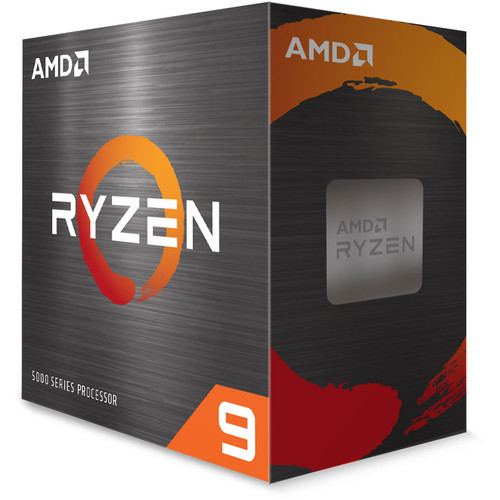 AMD
RYZEN
5000 SERIES PROCESSOR
9
AMD
AMD
RYZEN